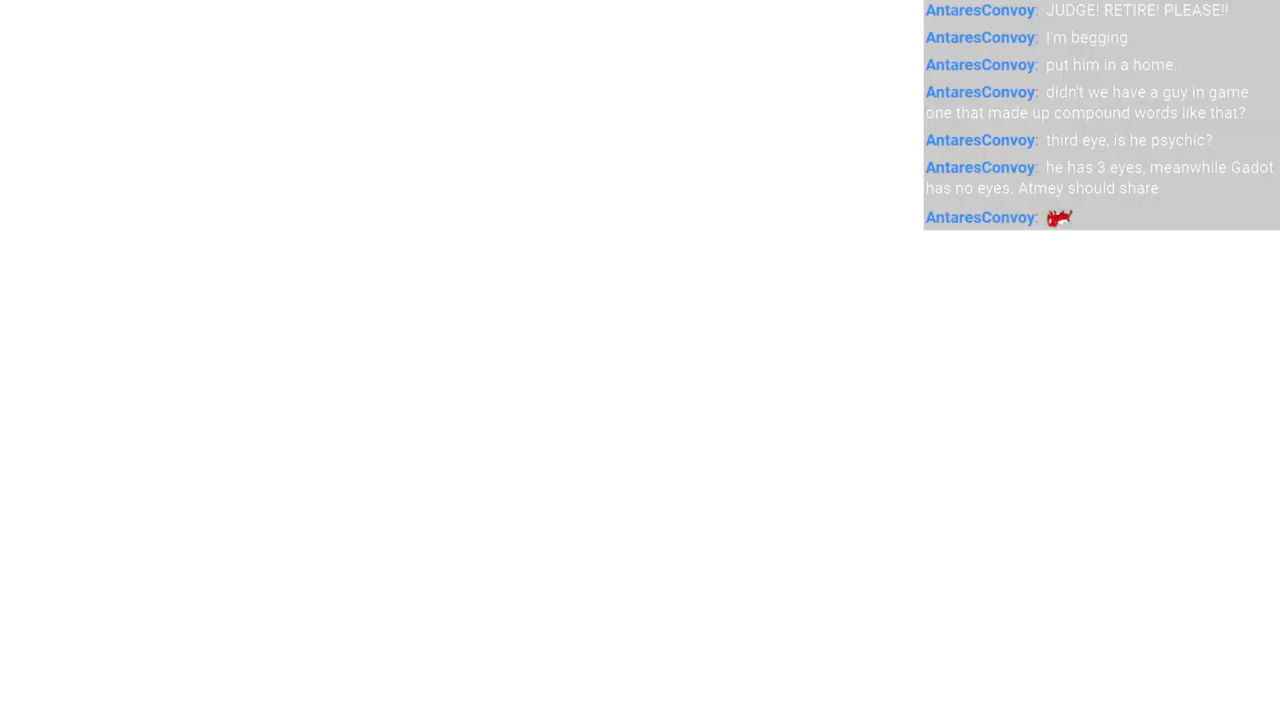 AntaresConvoy: JUDGE! RETIRE! PLEASE!!
AntaresConvoy: I'm begging
AntaresConvoy: put him in a home..
AntaresConvoy: didn't we have a guy in game
one that made up compound words like that?
AntaresConvoy: third eye, is he psychic?
AntaresConvoy: he has 3 eyes, meanwhile Gadot
has no eyes. Atmey should share
AntaresConvoy: